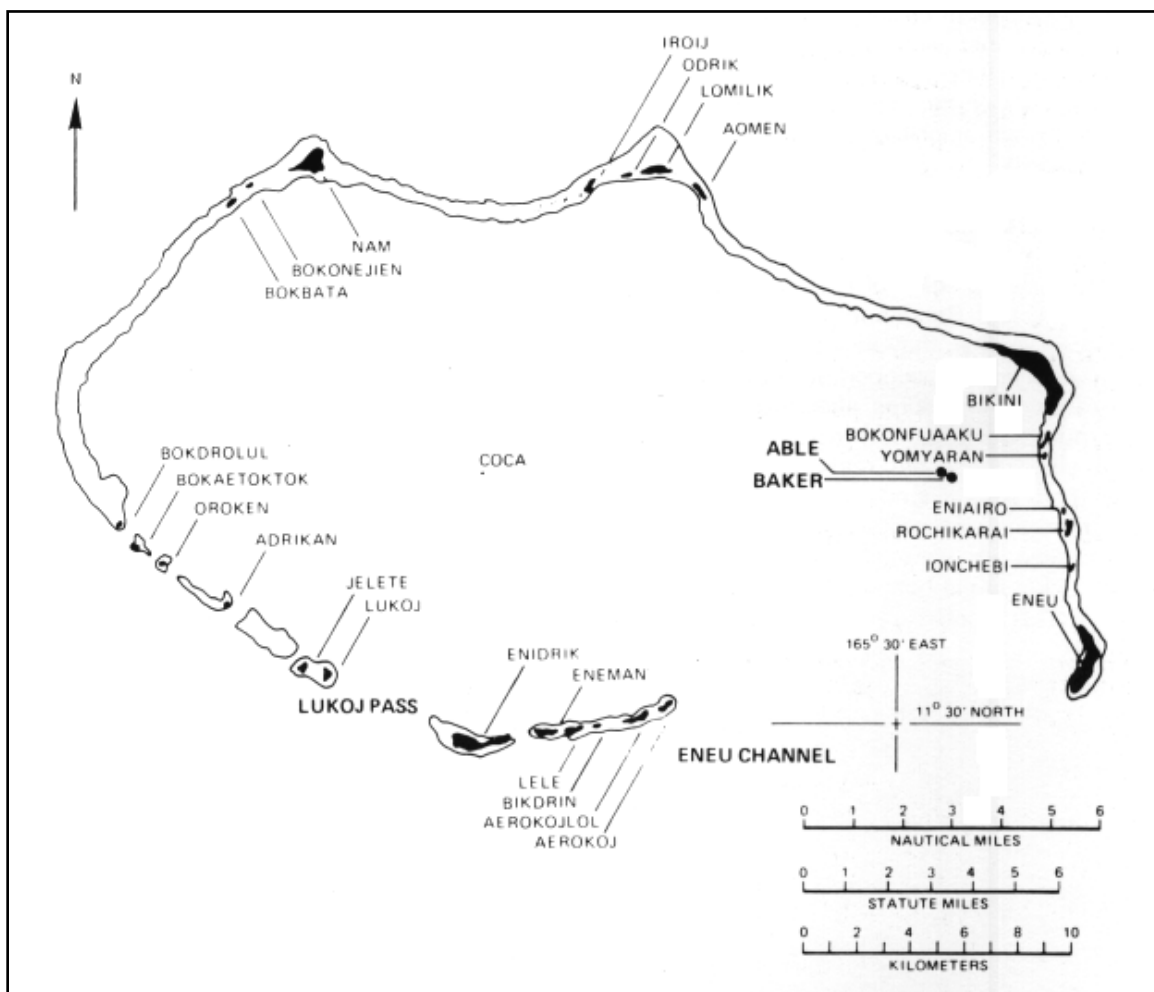 IROIJ
ODRIK
LOMILIK
AOMEN
N
NAM
BOKONEJIEN
BOKBATA
BIKINI
BOKONFUAAKU
YOMYARAN
ABLE
BAKER
COCA
BOKDROLUL
BOKAETOKTOK
OROKEN
ADRIKAN
ENIAIRO
ROCHIKARAI
IONCHEBI
ENEU
JELETE
LUKOJ
165° 30' EAST
ENIDRIK
ENEMAN
LUKOJ PASS
11° 30' NORTH
ENEU CHANNEL
LELE
BIKDRIN
AEROKOJLOL
AEROKOJ
0 1 2 3 4 5 6
NAUTICAL MILES
0 1 2 3 4 5 6
STATUTE MILES
0 2 4 6 8 10
KILOMETERS